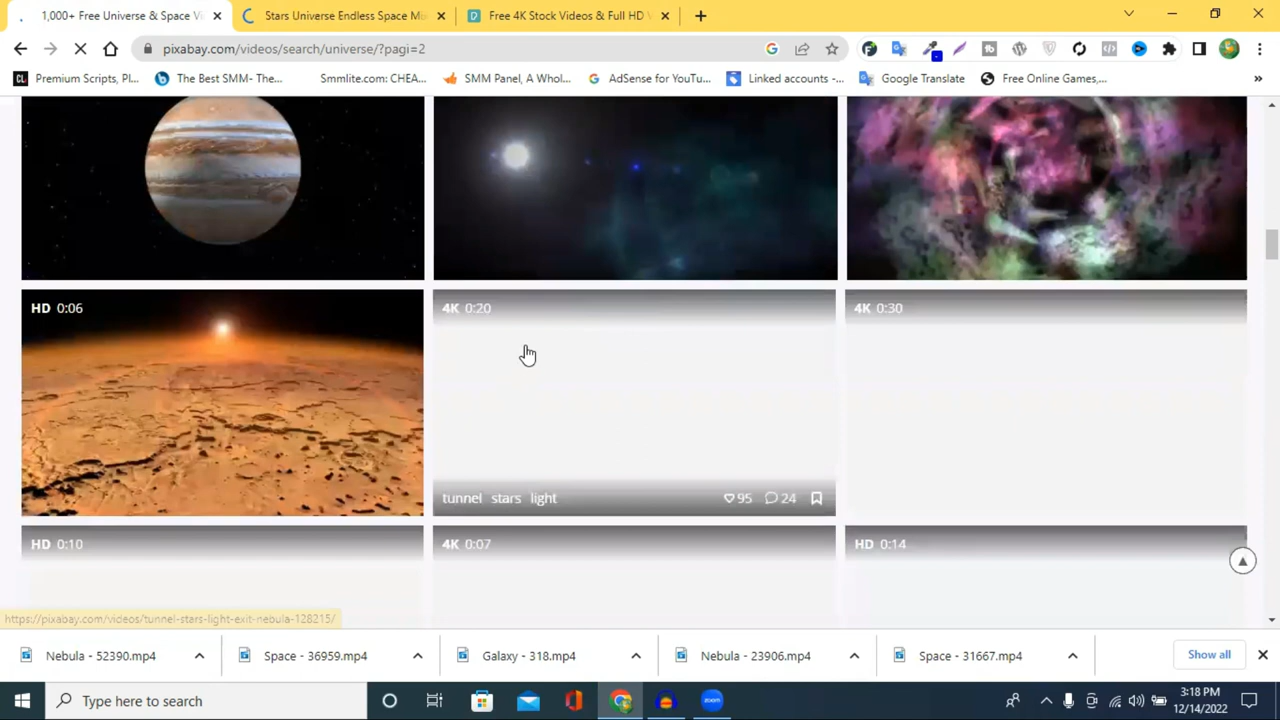 1,000+ Free Universe & Space Vi
Stars Universe Endless Space Mu
Free 4K Stock Videos & Full HD V
pixabay.com/videos/search/universe/?pagi=2
Premium Scripts, Pl...
The Best SMM- The...
Smmlite.com: CHEA...
SMM Panel, A Whol...
AdSense for YouTu...
Linked accounts -...
Google Translate
Free Online Games,...
»
HD 0:06
4K 0:20
4K 0:30
tunnel stars light
95
24
HD 0:10
4K 0:07
HD 0:14
https://pixabay.com/videos/tunnel-stars-light-exit-nebula-128215/
Nebula - 52390.mp4
Space - 36959.mp4
Galaxy - 318.mp4
Nebula - 23906.mp4
Space - 31667.mp4
Show all
Type here to search
zoom
3:18 PM
12/14/2022